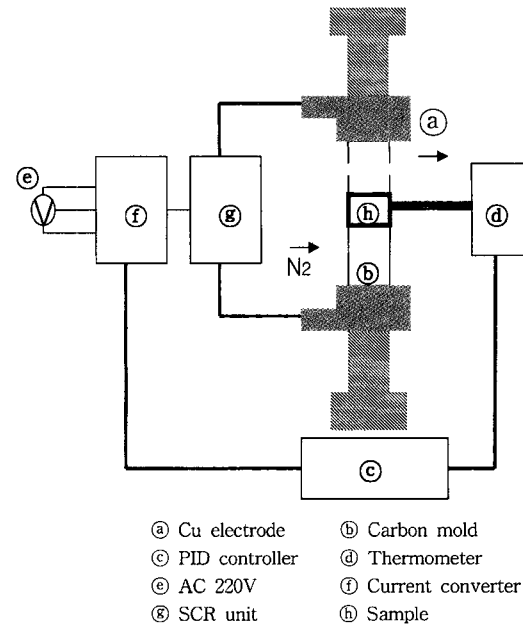 ⓐ
ⓔ
ⓕ
ⓖ
ⓗ
ⓓ
N2
ⓑ
ⓒ
ⓐ Cu electrode ⓑ Carbon mold
ⓒ PID controller ⓓ Thermometer
ⓔ AC 220V ⓕ Current converter
ⓖ SCR unit ⓗ Sample